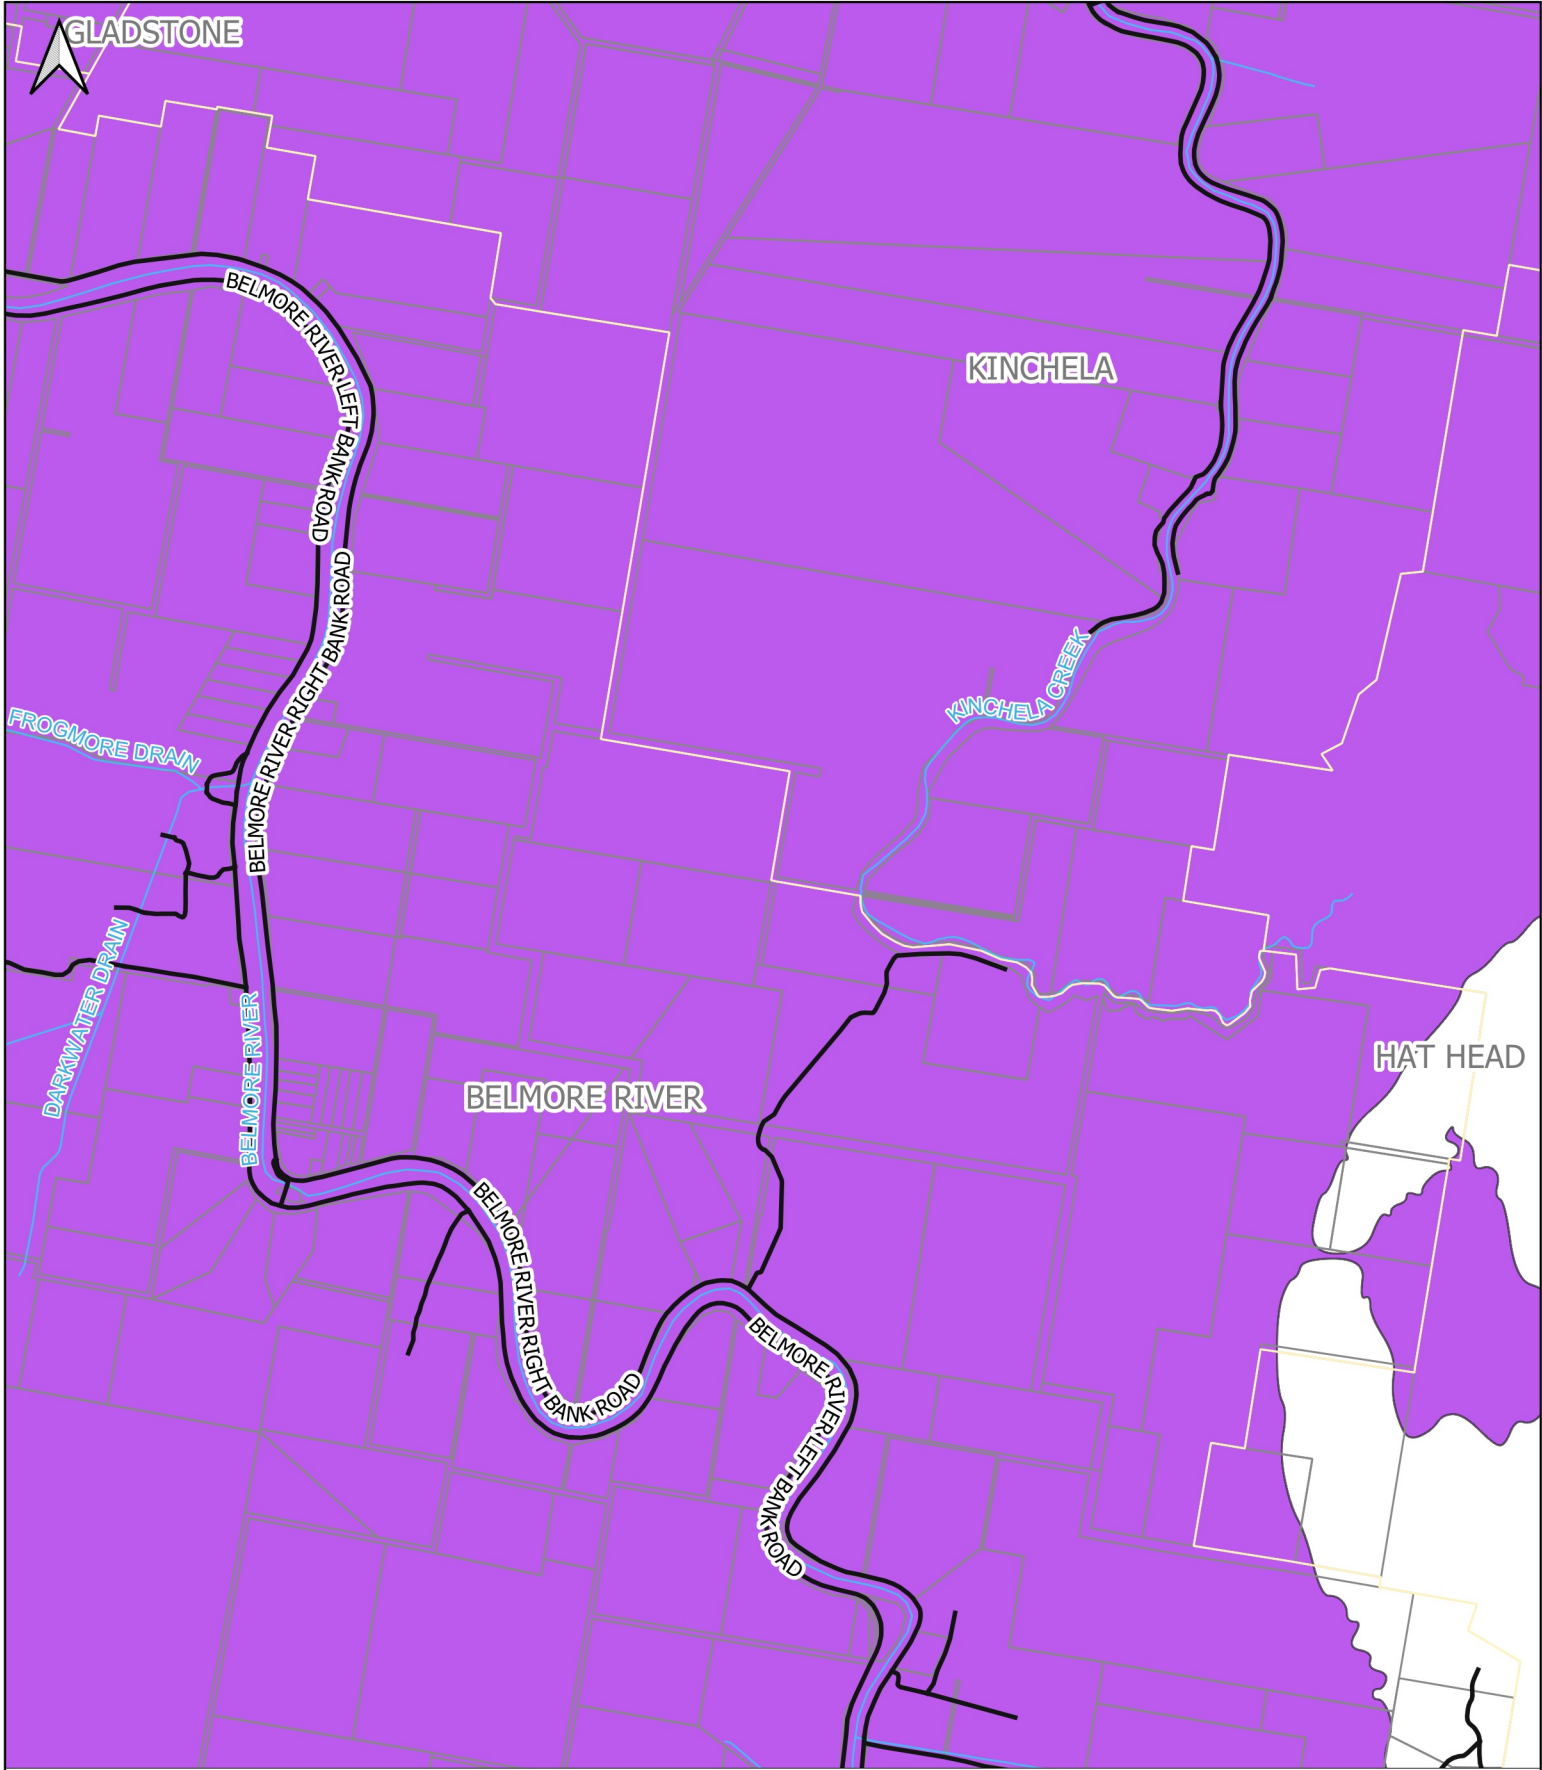 GLADSTONE
BELMORE RIVER LEFT BANK ROAD
KINCHELA
BELMORE RIVER RIGHT BANK ROAD
KINCHELA CREEK
FROGMORE DRAIN
DARKWATER DRAIN
BELMORE RIVER
HAT HEAD
BELMORE RIVER
BELMORE RIVER RIGHT BANK ROAD
BELMORE RIVER LEFT BANK ROAD